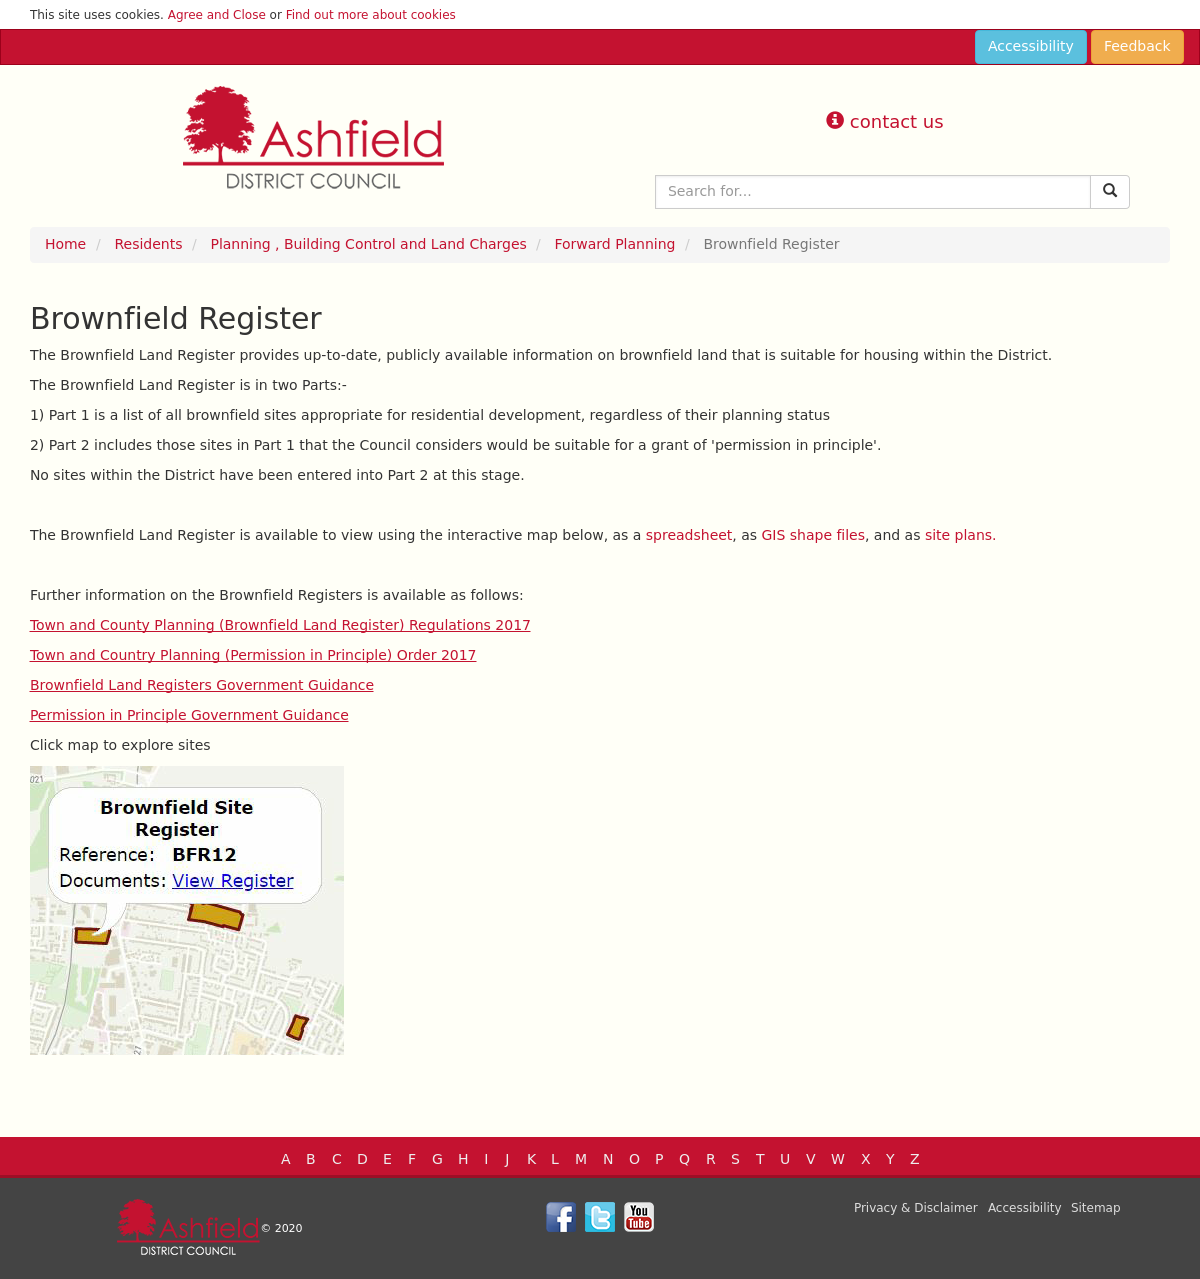 This site uses cookies. Agree and Close or Find out more about cookies
Accessibility Feedback
Ashfield
DISTRICT COUNCIL
contact us
Search for...
Home / Residents / Planning , Building Control and Land Charges / Forward Planning / Brownfield Register
Brownfield Register
The Brownfield Land Register provides up-to-date, publicly available information on brownfield land that is suitable for housing within the District.
The Brownfield Land Register is in two Parts:-
1) Part 1 is a list of all brownfield sites appropriate for residential development, regardless of their planning status
2) Part 2 includes those sites in Part 1 that the Council considers would be suitable for a grant of 'permission in principle'.
No sites within the District have been entered into Part 2 at this stage.
The Brownfield Land Register is available to view using the interactive map below, as a spreadsheet, as GIS shape files, and as site plans.
Further information on the Brownfield Registers is available as follows:
Town and County Planning (Brownfield Land Register) Regulations 2017
Town and Country Planning (Permission in Principle) Order 2017
Brownfield Land Registers Government Guidance
Permission in Principle Government Guidance
Click map to explore sites
021
Brownfield Site
Register
Reference: BFR12
Documents: View Register
27
A B C D E F G H I J K L M N O P Q R S T U V W X Y Z
Ashfield
DISTRICT COUNCIL
© 2020
You
Tube
Privacy & Disclaimer Accessibility Sitemap